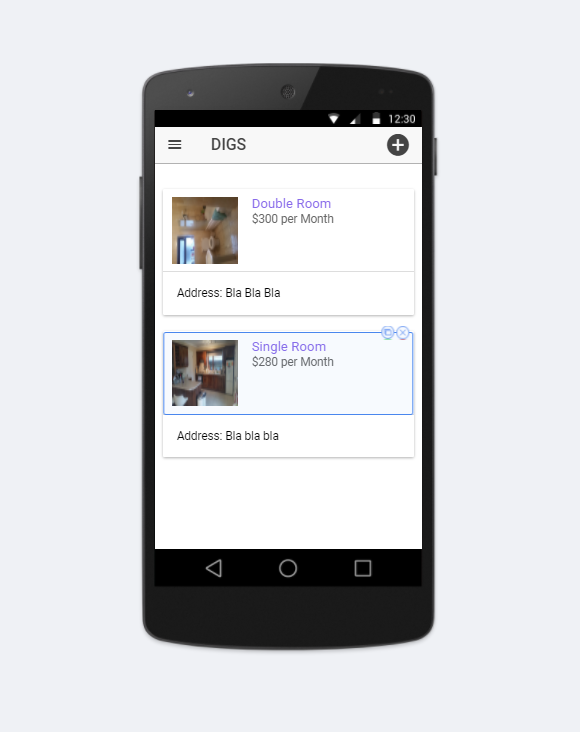 12:30
DIGS
Double Room
$300 per Month
Address: Bla Bla Bla
Single Room
$280 per Month
Address: Bla bla bla